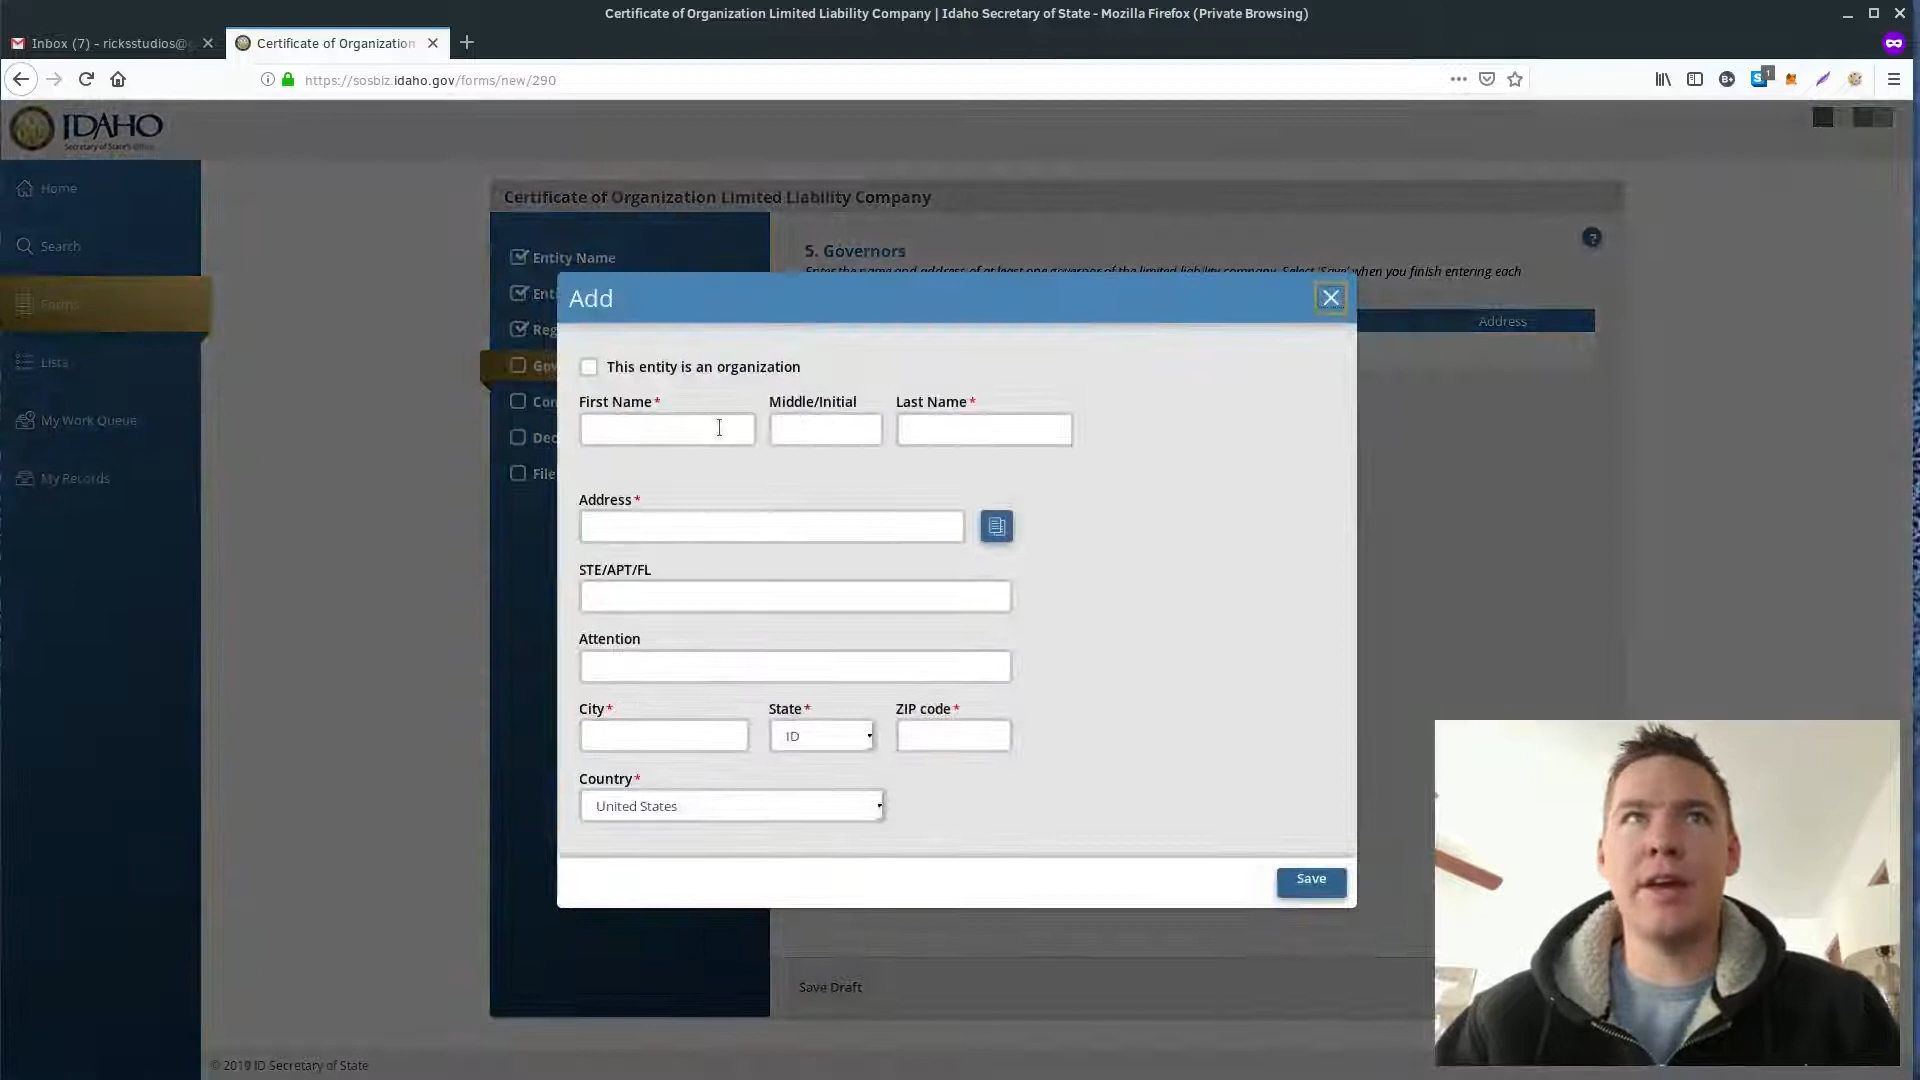 Certificate of Organization Limited Liability Company | Idaho Secretary of State - Mozilla Firefox (Private Browsing)
Inbox (7) - ricksstudios@
Certificate of Organization
https://sosbiz.idaho.gov/forms/new/290
1
IDAHO
Secretary of State's Office
Home
Search
Forms
Lists
My Work Queue
My Records
Certificate of Organization Limited Liability Company
Entity Name
Enti
Reg
Gov
Con
Dec
File
5. Governors
?
Enter the name and address of at least one governor of the limited liability company. Select 'Save' when you finish entering each
Address
Add
This entity is an organization
First Name*
Middle/Initial
Last Name*
Address*
STE/APT/FL
Attention
City*
State*
ZIP code*
ID
Country*
United States
Save
Save Draft
© 2019 ID Secretary of State